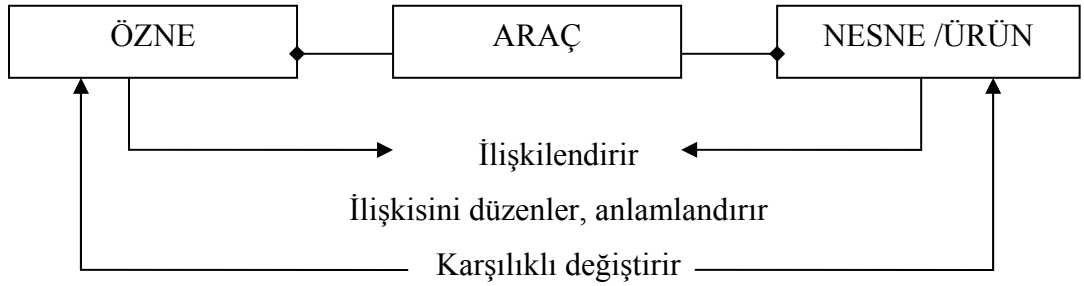 ÖZNE ARAÇ NESNE /ÜRÜN
İlişkilendirir
İlişkisini düzenler, anlamlandırır
Karşılıklı değiştirir